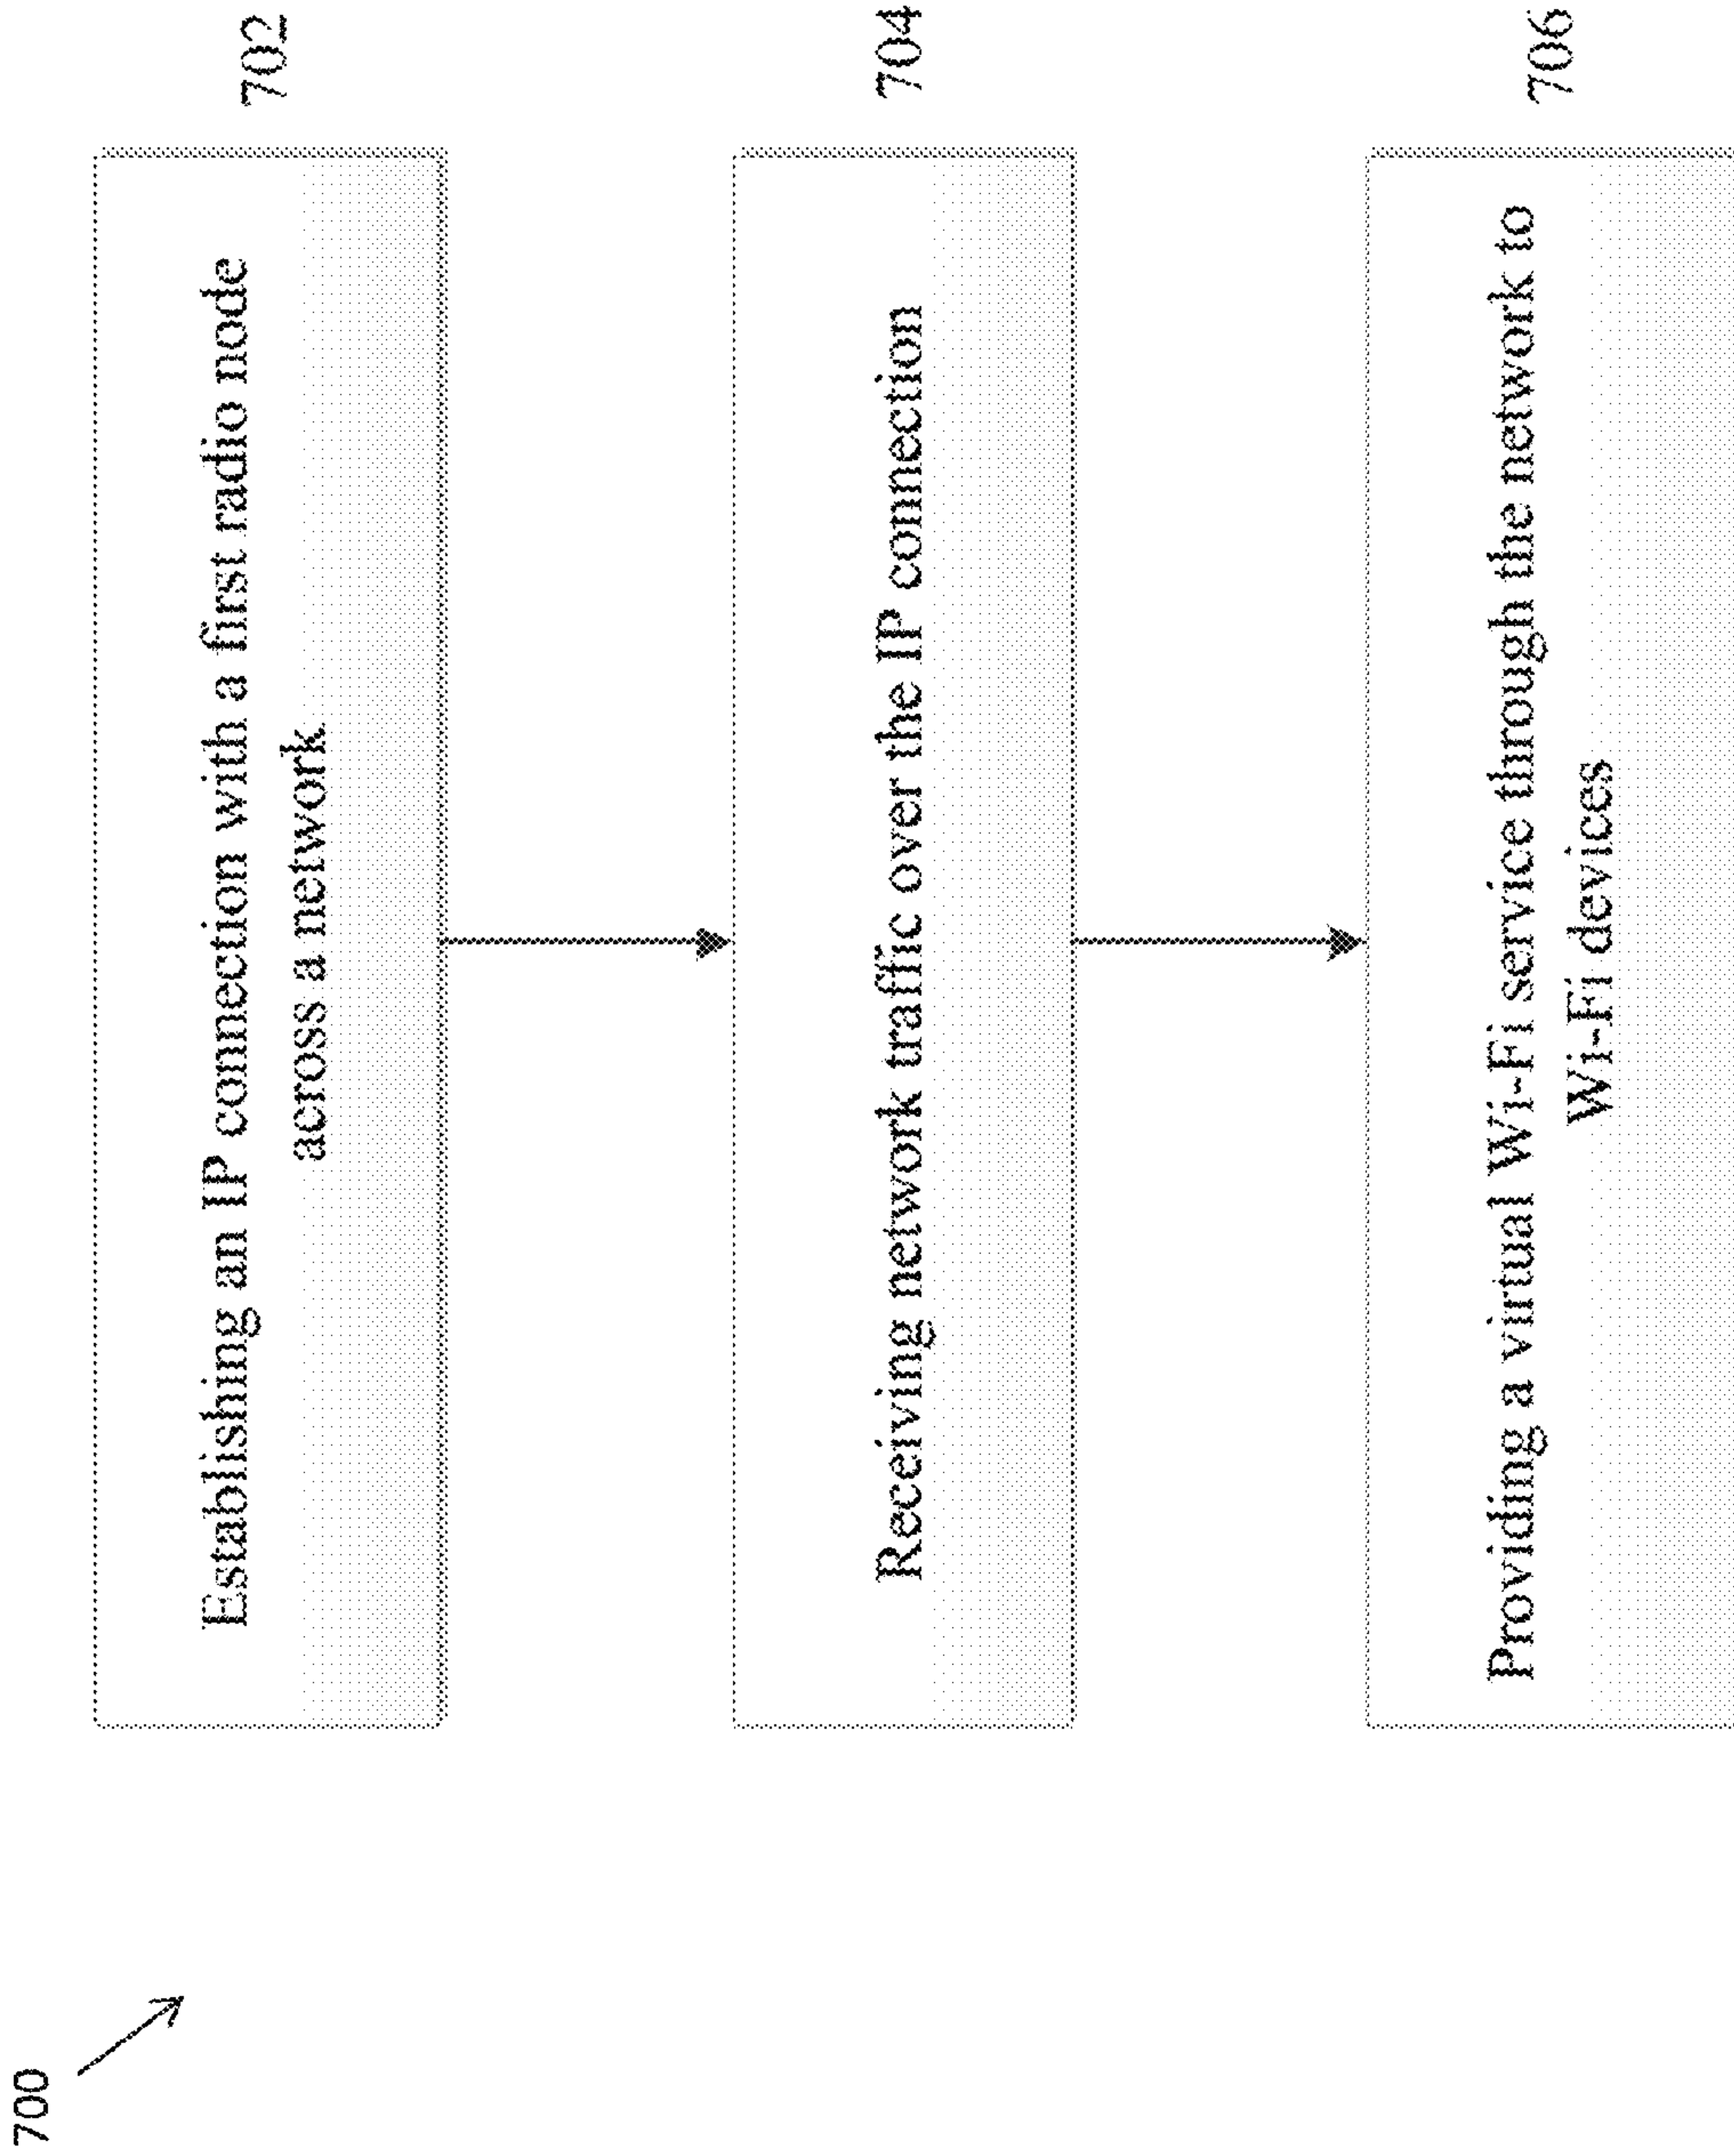 700
Establishing an IP connection with a first radio node
across a network
702
Receiving network traffic over the IP connection
704
Providing a virtual Wi-Fi service through the network to
Wi-Fi devices
706